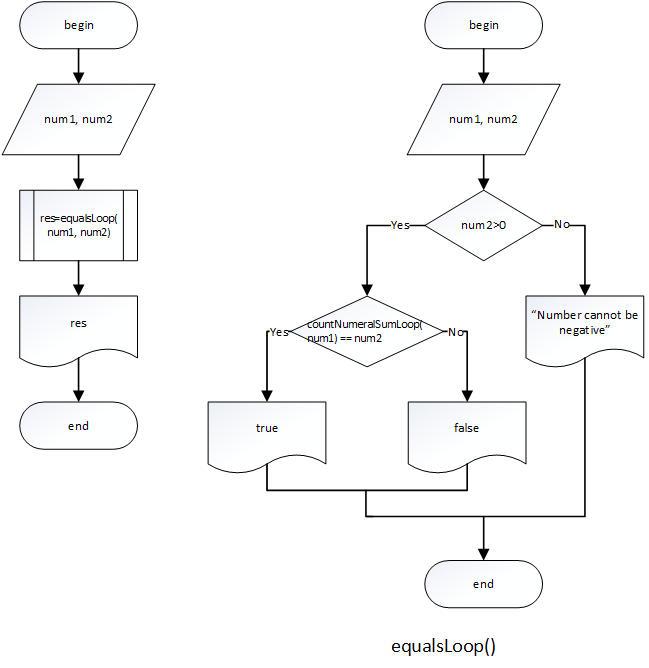 begin
num1, num2
res=equalsLoop(
num1, num2)
res
end
begin
num1, num2
num2>0
Yes
No
countNumeralSumLoop(
num1) == num2
Yes
No
“Number cannot be
negative”
true
false
end
equalsLoop()